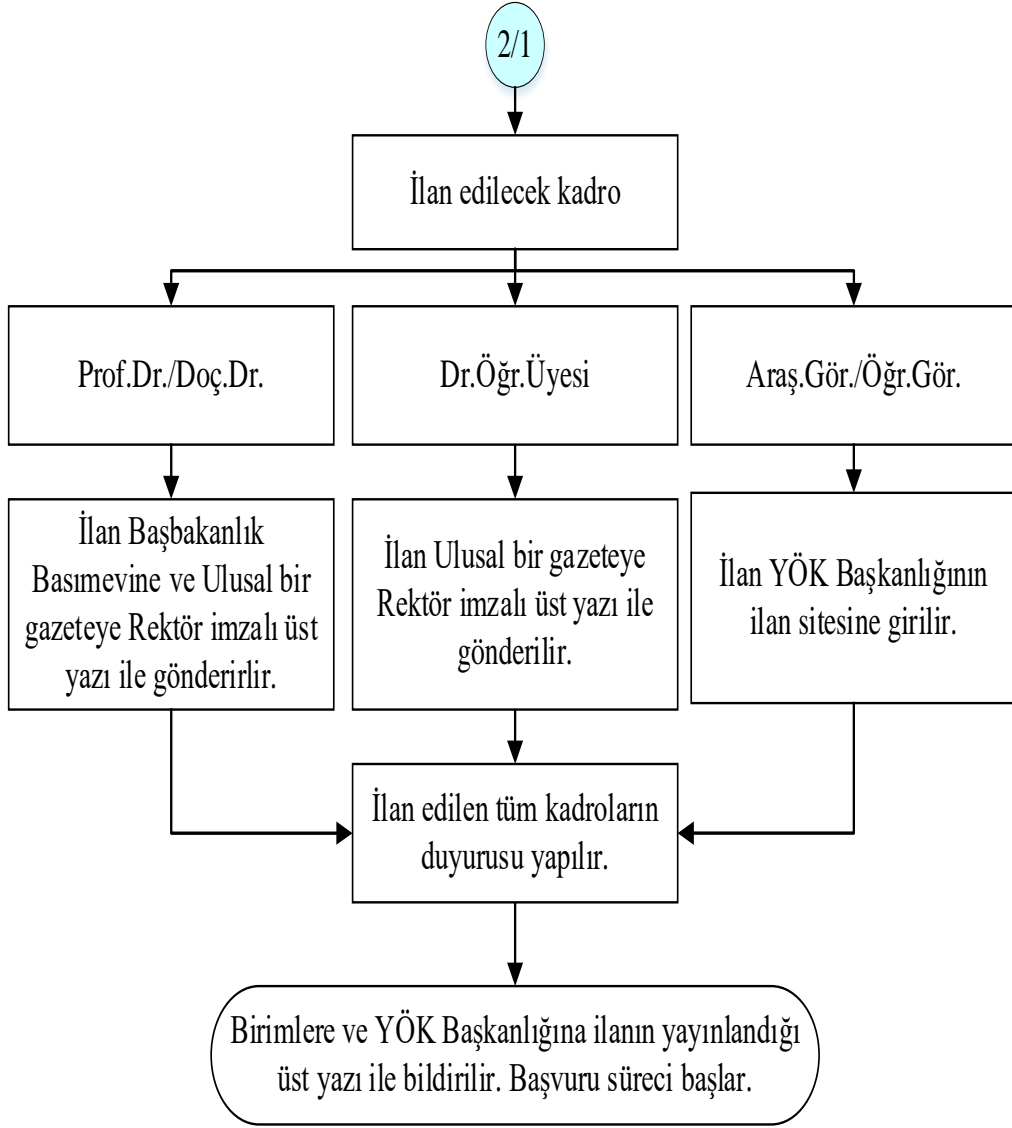 2/1
İlan edilecek kadro
Prof.Dr./Doç.Dr.
Dr.Öğr.Üyesi
Araş.Gör./Öğr.Gör.
İlan Başbakanlık
Basımevine ve Ulusal bir
gazeteye Rektör imzalı üst
yazı ile gönderirlir.
İlan Ulusal bir gazeteye
Rektör imzalı üst yazı ile
gönderilir.
İlan YÖK Başkanlığının
ilan sitesine girilir.
İlan edilen tüm kadroların
duyurusu yapılır.
Birimlere ve YÖK Başkanlığına ilanın yayınlandığı
üst yazı ile bildirilir. Başvuru süreci başlar.